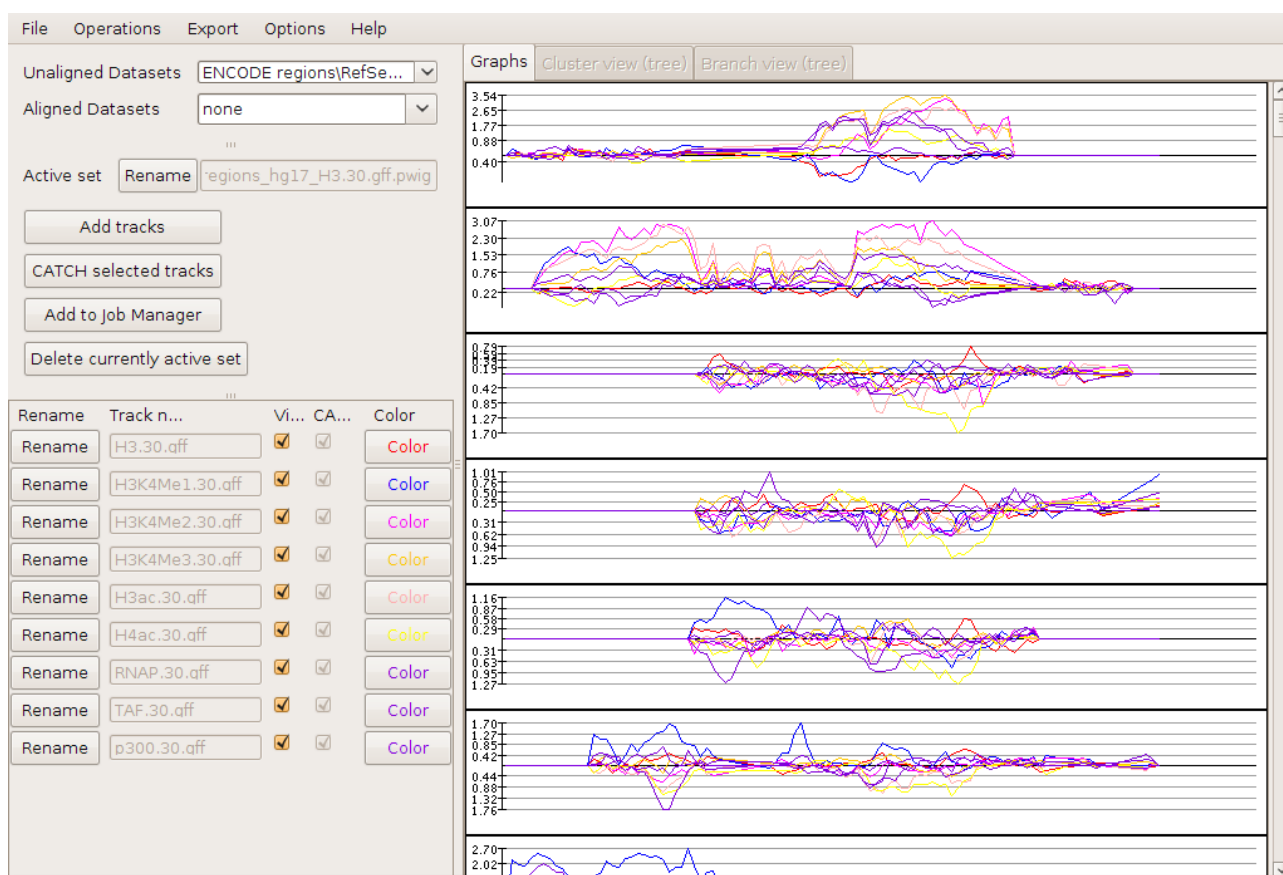 File Operations Export Options Help
Unaligned Datasets ENCODE regions\RefSe...
Aligned Datasets none
Active set Rename regions_hg17_H3.30.gff.pwig
Add tracks
CATCH selected tracks
Add to Job Manager
Delete currently active set
Rename Track n... Vi... CA... Color
Rename H3.30.gff Color
Rename H3K4Me1.30.gff Color
Rename H3K4Me2.30.gff Color
Rename H3K4Me3.30.gff Color
Rename H3ac.30.gff Color
Rename H4ac.30.gff Color
Rename RNAP.30.gff Color
Rename TAF.30.gff Color
Rename p300.30.gff Color
Graphs Cluster view (tree) Branch view (tree)
3.54
2.65
1.77
0.88
0.40
3.07
2.30
1.53
0.76
0.22
0.79
0.59
0.19
0.42
0.85
1.27
1.70
1.01
0.76
0.50
0.25
0.31
0.62
0.94
1.25
1.16
0.87
0.58
0.29
0.31
0.63
0.95
1.27
1.70
1.27
0.85
0.42
0.44
0.88
1.32
1.76
2.70
2.02